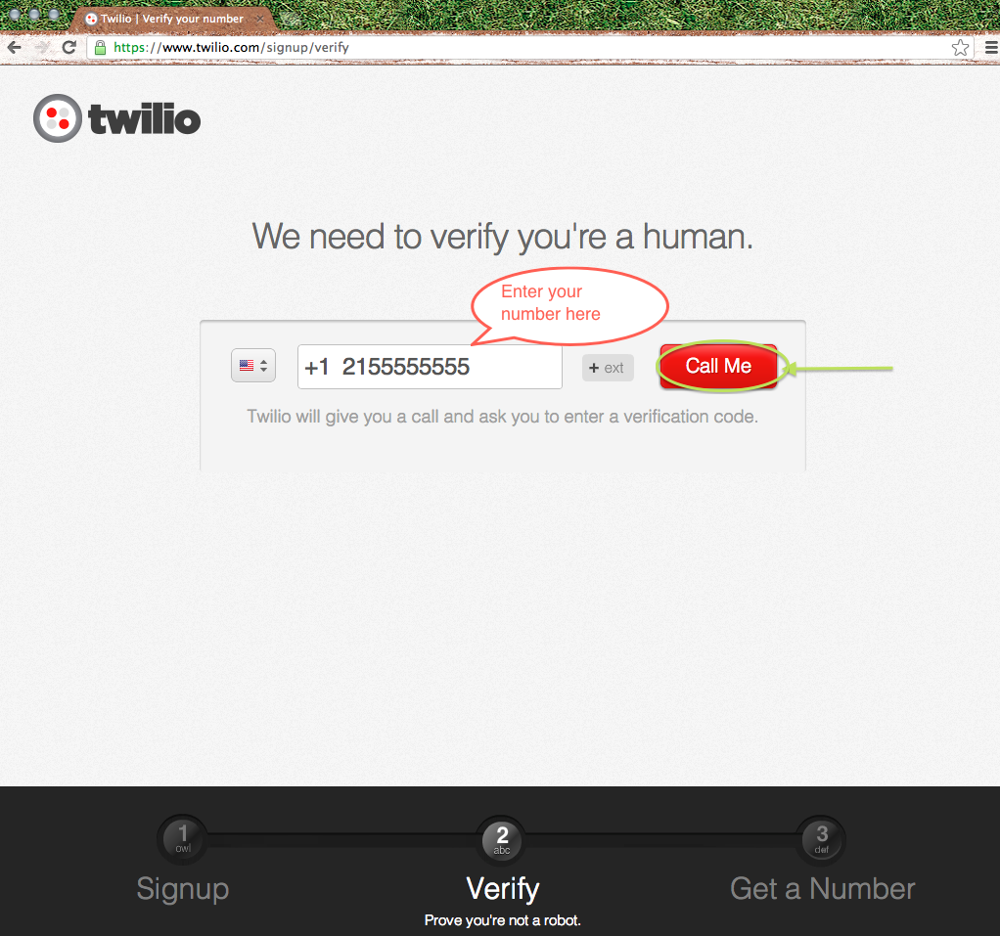 Twilio | Verify your number
https://www.twilio.com/signup/verify
twilio
We need to verify you're a human.
Enter your
number here
+1 2155555555
+ ext
Call Me
Twilio will give you a call and ask you to enter a verification code.
1
owl
2
abc
3
def
Signup
Verify
Get a Number
Prove you're not a robot.